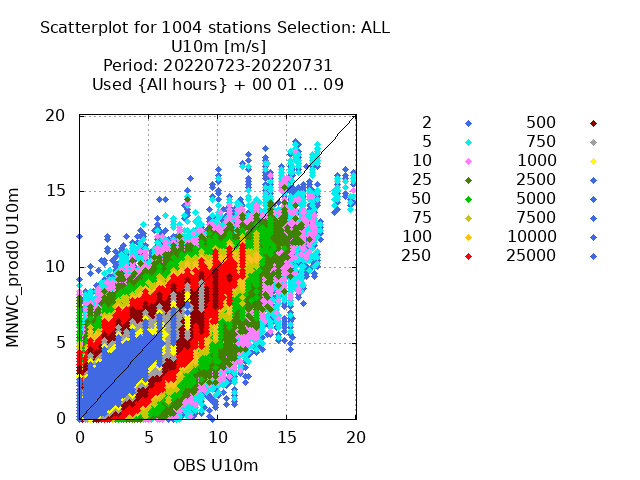 Scatterplot for 1004 stations Selection: ALL
U10m [m/s]
Period: 20220723-20220731
Used {All hours} + 00 01 ... 09
MNWC_prod0 U10m
20
15
10
5
0
0 5 10 15 20
OBS U10m
2 500
5 750
10 1000
25 2500
50 5000
75 7500
100 10000
250 25000